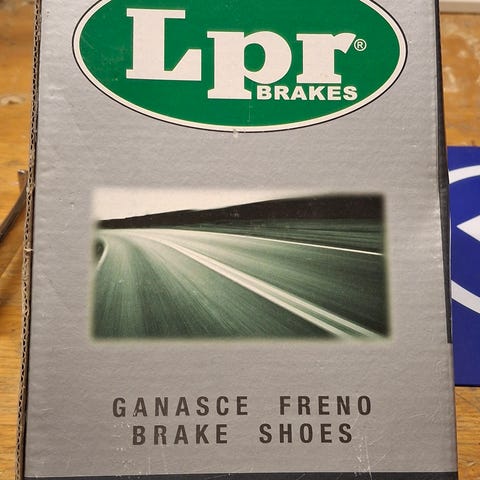 Lpr®
BRAKES
GANASCE FRENO
BRAKE SHOES